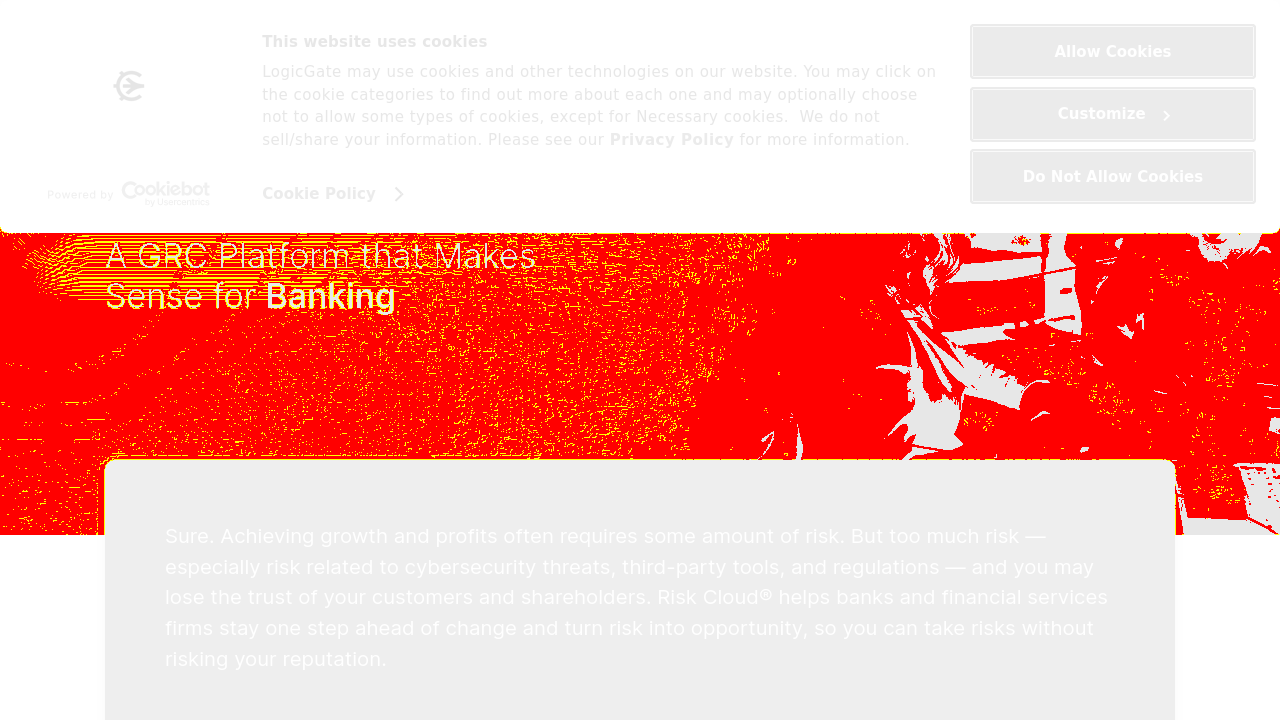 This website uses cookies
LogicGate may use cookies and other technologies on our website. You may click on
the cookie categories to find out more about each one and may optionally choose
not to allow some types of cookies, except for Necessary cookies.  We do not
sell/share your information. Please see our Privacy Policy for more information.
Cookie Policy
Powered by Cookiebot
by Usercentrics
Allow Cookies
Customize
Do Not Allow Cookies
A GRC Platform that Makes
Sense for Banking
Sure. Achieving growth and profits often requires some amount of risk. But too much risk —
especially risk related to cybersecurity threats, third-party tools, and regulations — and you may
lose the trust of your customers and shareholders. Risk Cloud® helps banks and financial services
firms stay one step ahead of change and turn risk into opportunity, so you can take risks without
risking your reputation.